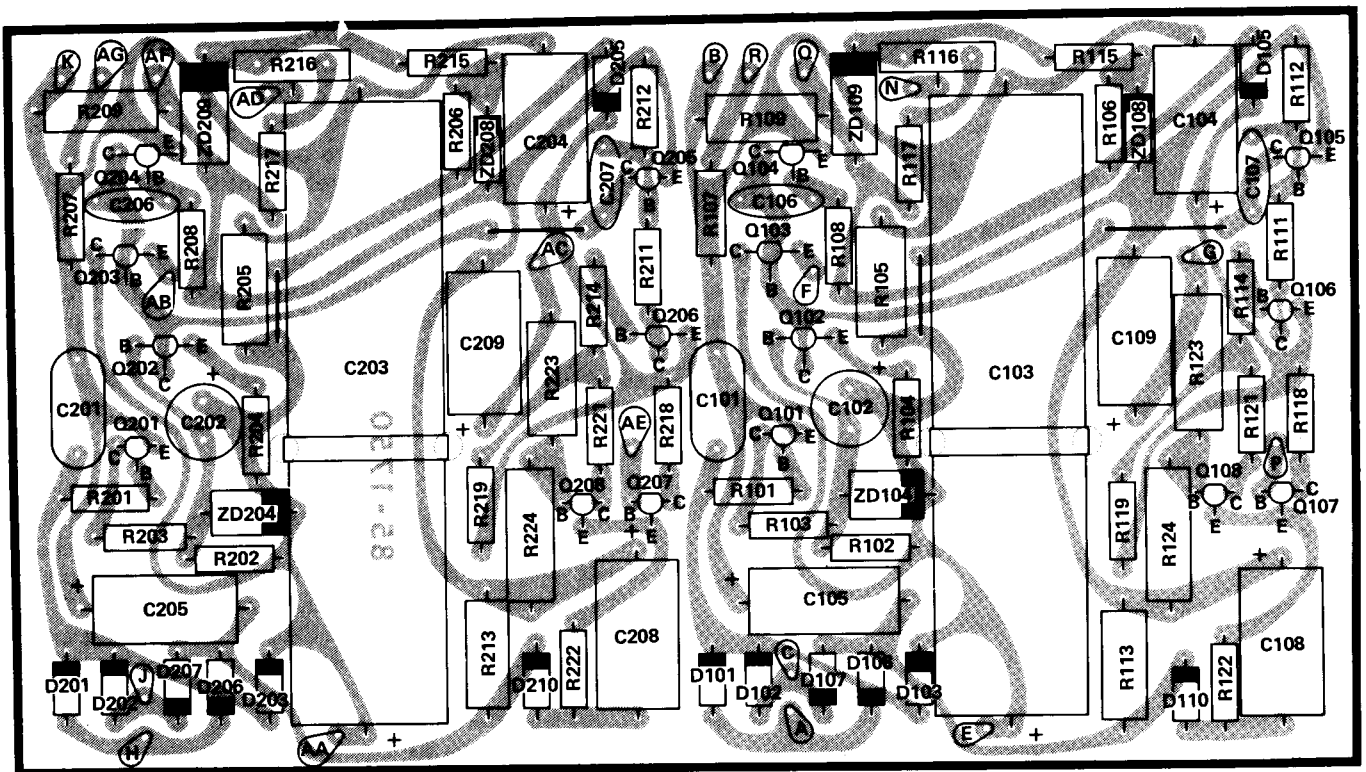 K AG AF R216 R215 D205 B R O R116 R115 D105
R209 AD ZD209 R206 ZD208 C204 R212 R109 ZD109 N R106 ZD108 C104 R112
C E Q204 B R217 C207 C Q205 E B C Q104 E B R117 C107 C Q105 E B
R207 C206 R208 + R107 C106 R108 + R111
C E Q203 B AB R205 AC R211 Q103 C E B F R105 G
R214 R114 Q106 B E C
B E Q202 C C203 C209 R223 Q206 B E C Q102 B E C C103 C109 R123
+ +
C201 Q201 C E B C202 R204 + R221 AE R218 C101 Q101 C E B C102 R104 + R121 R118 P
R201 ZD204 R219 R224 Q208 B C E Q207 B C E R101 ZD104 R119 R124 Q108 B C E C B E Q107
R203 R202 + R103 R102 +
+ C205 C208 + C105 C108
R213 R222 R113 R122
D201 D202 J D207 D206 D203 D210 D101 D102 C D107 D106 D103 D110
H AA + A E +